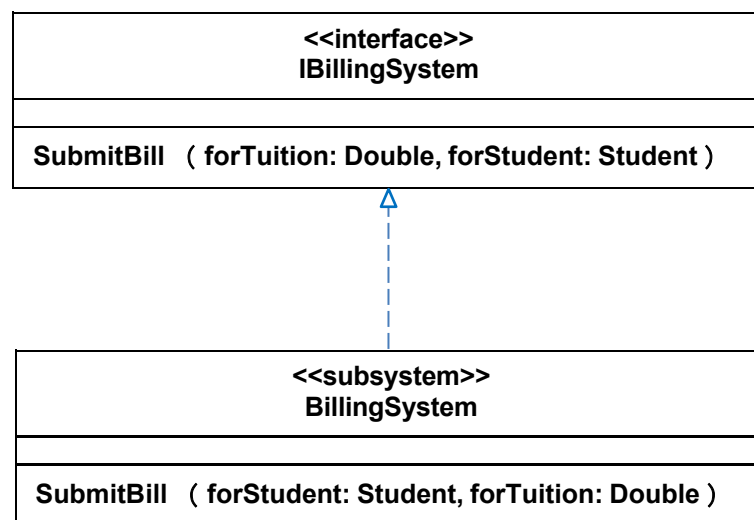 <<interface>>
IBillingSystem
SubmitBill （ forTuition: Double, forStudent: Student ）
<<subsystem>>
BillingSystem
SubmitBill （ forStudent: Student, forTuition: Double ）